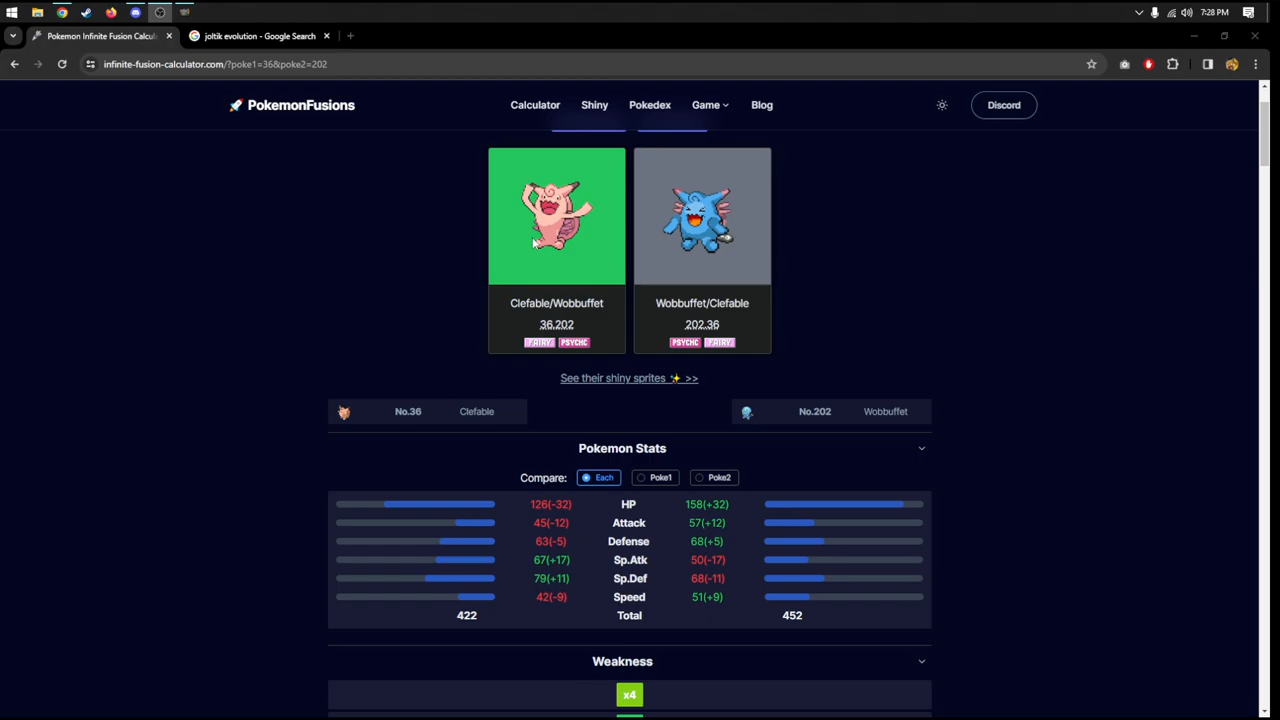 7:28 PM
Pokemon Infinite Fusion Calcul
joltik evolution - Google Search
infinite-fusion-calculator.com/?poke1=36&poke2=202
PokemonFusions
Calculator Shiny Pokedex Game Blog
Discord
Clefable/Wobbuffet Wobbuffet/Clefable
36.202 202.36
FAIRY PSYCHC PSYCHC FAIRY
See their shiny sprites ✨ >>
No.36 Clefable No.202 Wobbuffet
Pokemon Stats
Compare: Each Poke1 Poke2
126(-32) HP 158(+32)
45(-12) Attack 57(+12)
63(-5) Defense 68(+5)
67(+17) Sp.Atk 50(-17)
79(+11) Sp.Def 68(-11)
42(-9) Speed 51(+9)
422 Total 452
Weakness
x4